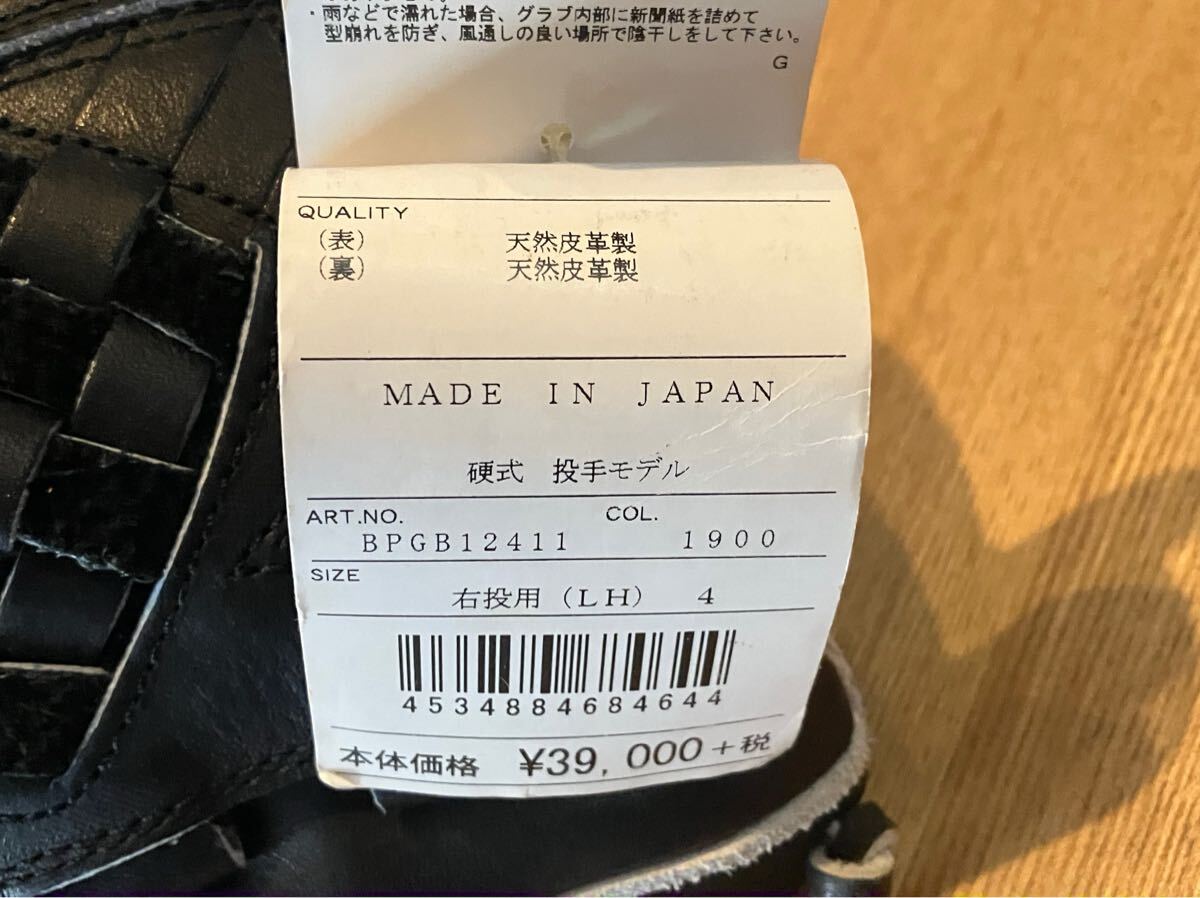 ・雨などで濡れた場合、グラブ内部に新聞紙を詰めて
型崩れを防ぎ、風通しの良い場所で陰干しをして下さい。
G
QUALITY
(表) 天然皮革製
(裏) 天然皮革製
MADE IN JAPAN
硬式 投手モデル
ART.NO. COL.
BPGB12411 1900
SIZE
右投用(LH) 4
4534884684644
本体価格 ¥39,000+税